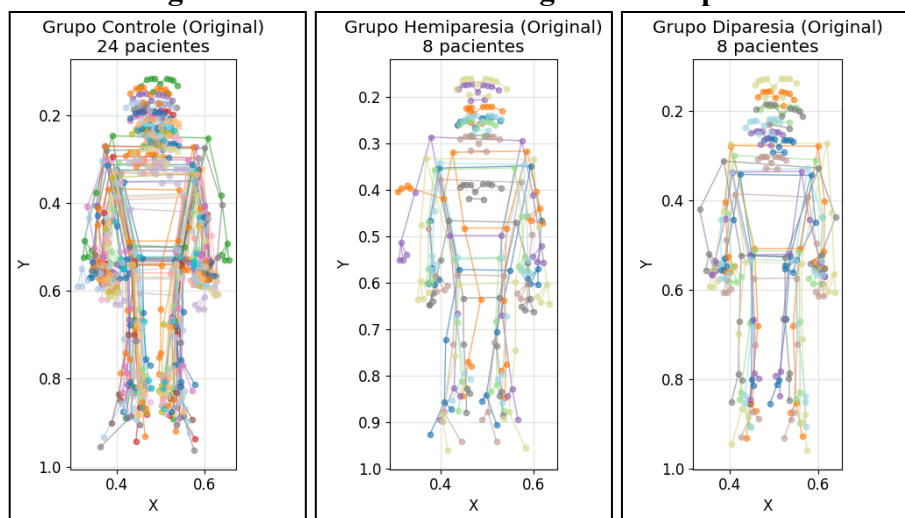 Grupo Controle (Original)
24 pacientes
0.2
0.4
0.6
0.8
1.0
Y
0.4
0.6
X
Grupo Hemiparesia (Original)
8 pacientes
0.2
0.3
0.4
0.5
0.6
0.7
0.8
0.9
1.0
Y
0.4
0.6
X
Grupo Diparesia (Original)
8 pacientes
0.2
0.4
0.6
0.8
Y
0.4
0.6
X